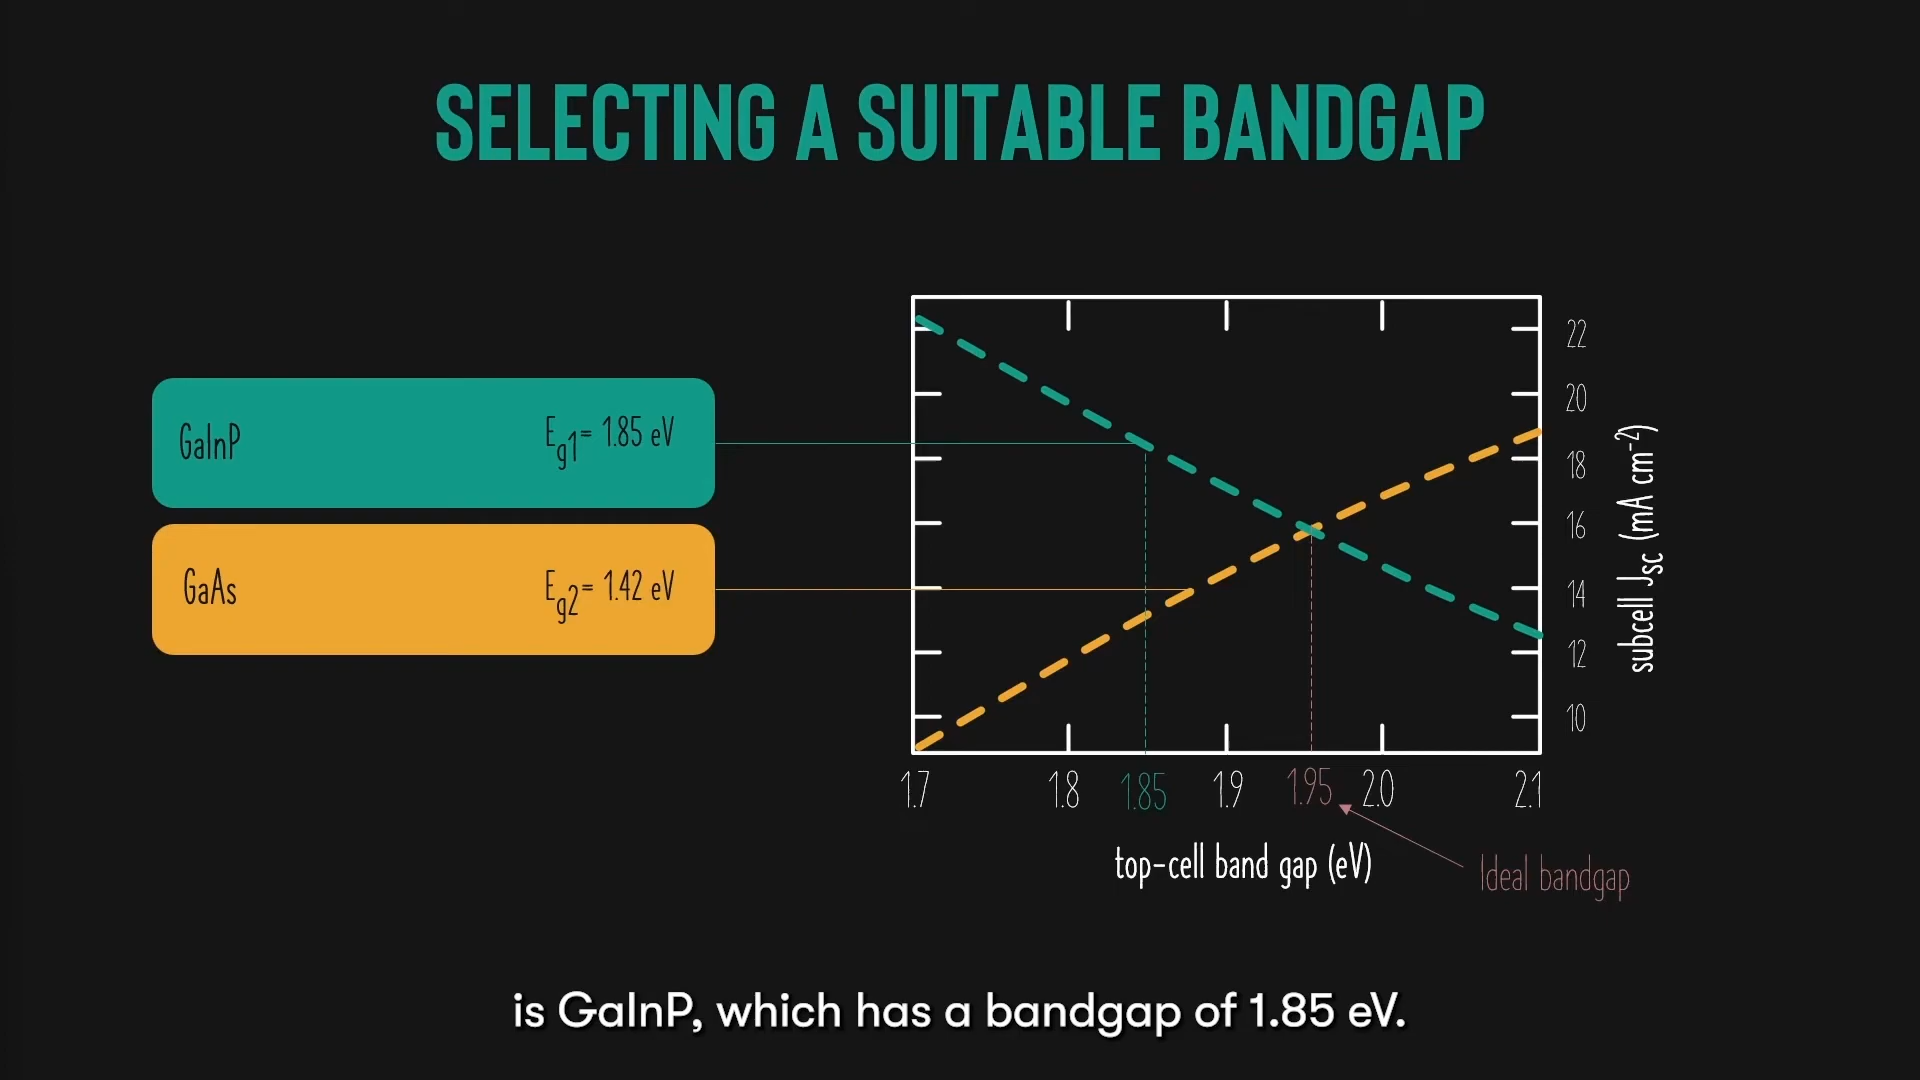 SELECTING A SUITABLE BANDGAP
GaInP
Eg1= 1.85 eV
GaAs
Eg2= 1.42 eV
22
20
18
16
14
12
10
subcell JSC (mA cm-2)
1.7 1.8 1.85 1.9 1.95 2.0 2.1
top-cell band gap (eV)
Ideal bandgap
is GaInP, which has a bandgap of 1.85 eV.